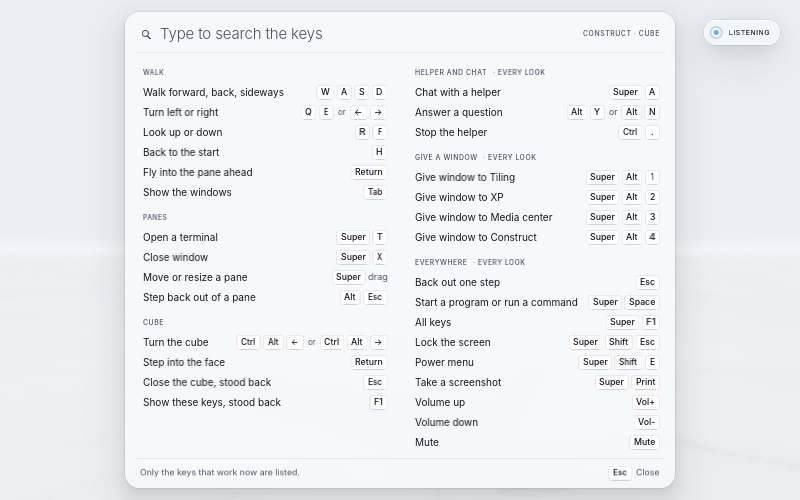 Type to search the keys
CONSTRUCT · CUBE
LISTENING
WALK
Walk forward, back, sideways W A S D
Turn left or right Q E or ← →
Look up or down R F
Back to the start H
Fly into the pane ahead Return
Show the windows Tab
PANES
Open a terminal Super T
Close window Super X
Move or resize a pane Super drag
Step back out of a pane Alt Esc
CUBE
Turn the cube Ctrl Alt ← or Ctrl Alt →
Step into the face Return
Close the cube, stood back Esc
Show these keys, stood back F1
HELPER AND CHAT · EVERY LOOK
Chat with a helper Super A
Answer a question Alt Y or Alt N
Stop the helper Ctrl .
GIVE A WINDOW · EVERY LOOK
Give window to Tiling Super Alt 1
Give window to XP Super Alt 2
Give window to Media center Super Alt 3
Give window to Construct Super Alt 4
EVERYWHERE · EVERY LOOK
Back out one step Esc
Start a program or run a command Super Space
All keys Super F1
Lock the screen Super Shift Esc
Power menu Super Shift E
Take a screenshot Super Print
Volume up Vol+
Volume down Vol-
Mute Mute
Only the keys that work now are listed.
Esc Close